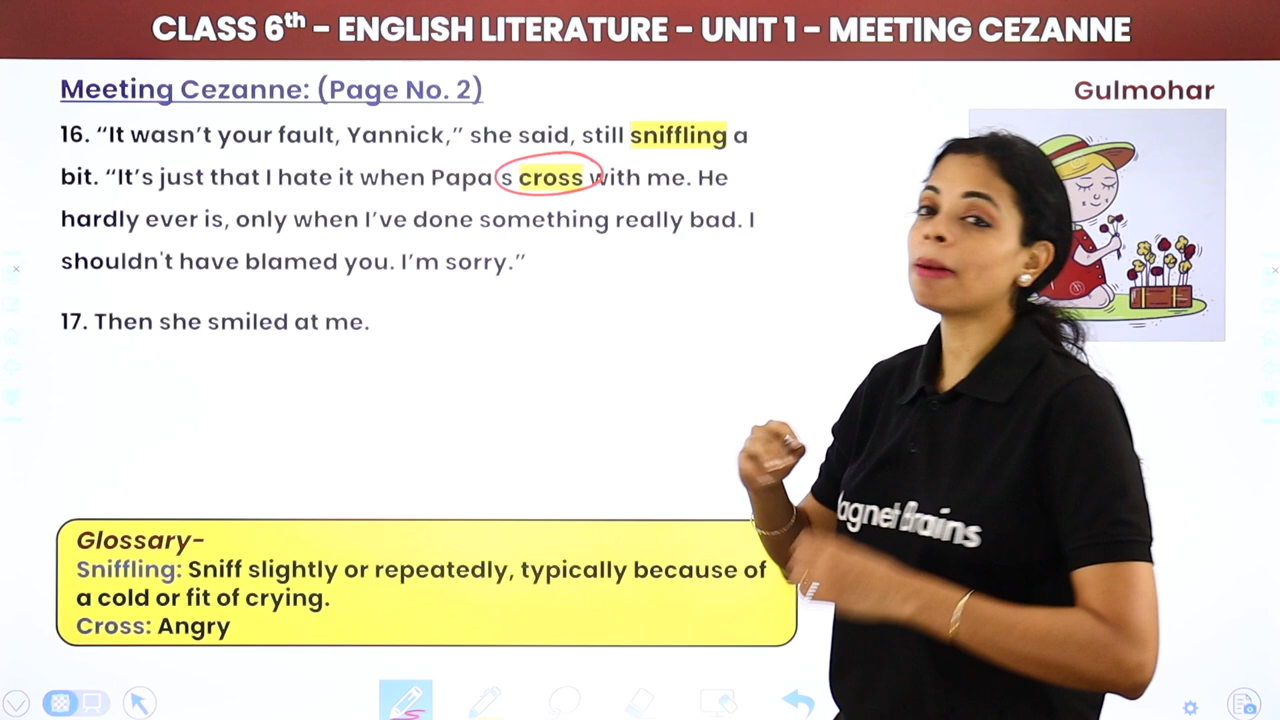 CLASS 6th – ENGLISH LITERATURE – UNIT 1 – MEETING CEZANNE
Meeting Cezanne: (Page No. 2)
Gulmohar
16. “It wasn’t your fault, Yannick,” she said, still sniffling a
bit. “It’s just that I hate it when Papa s cross with me. He
hardly ever is, only when I’ve done something really bad. I
shouldn't have blamed you. I’m sorry.”
17. Then she smiled at me.
agnet Brains
Glossary-
Sniffling: Sniff slightly or repeatedly, typically because of
a cold or fit of crying.
Cross: Angry